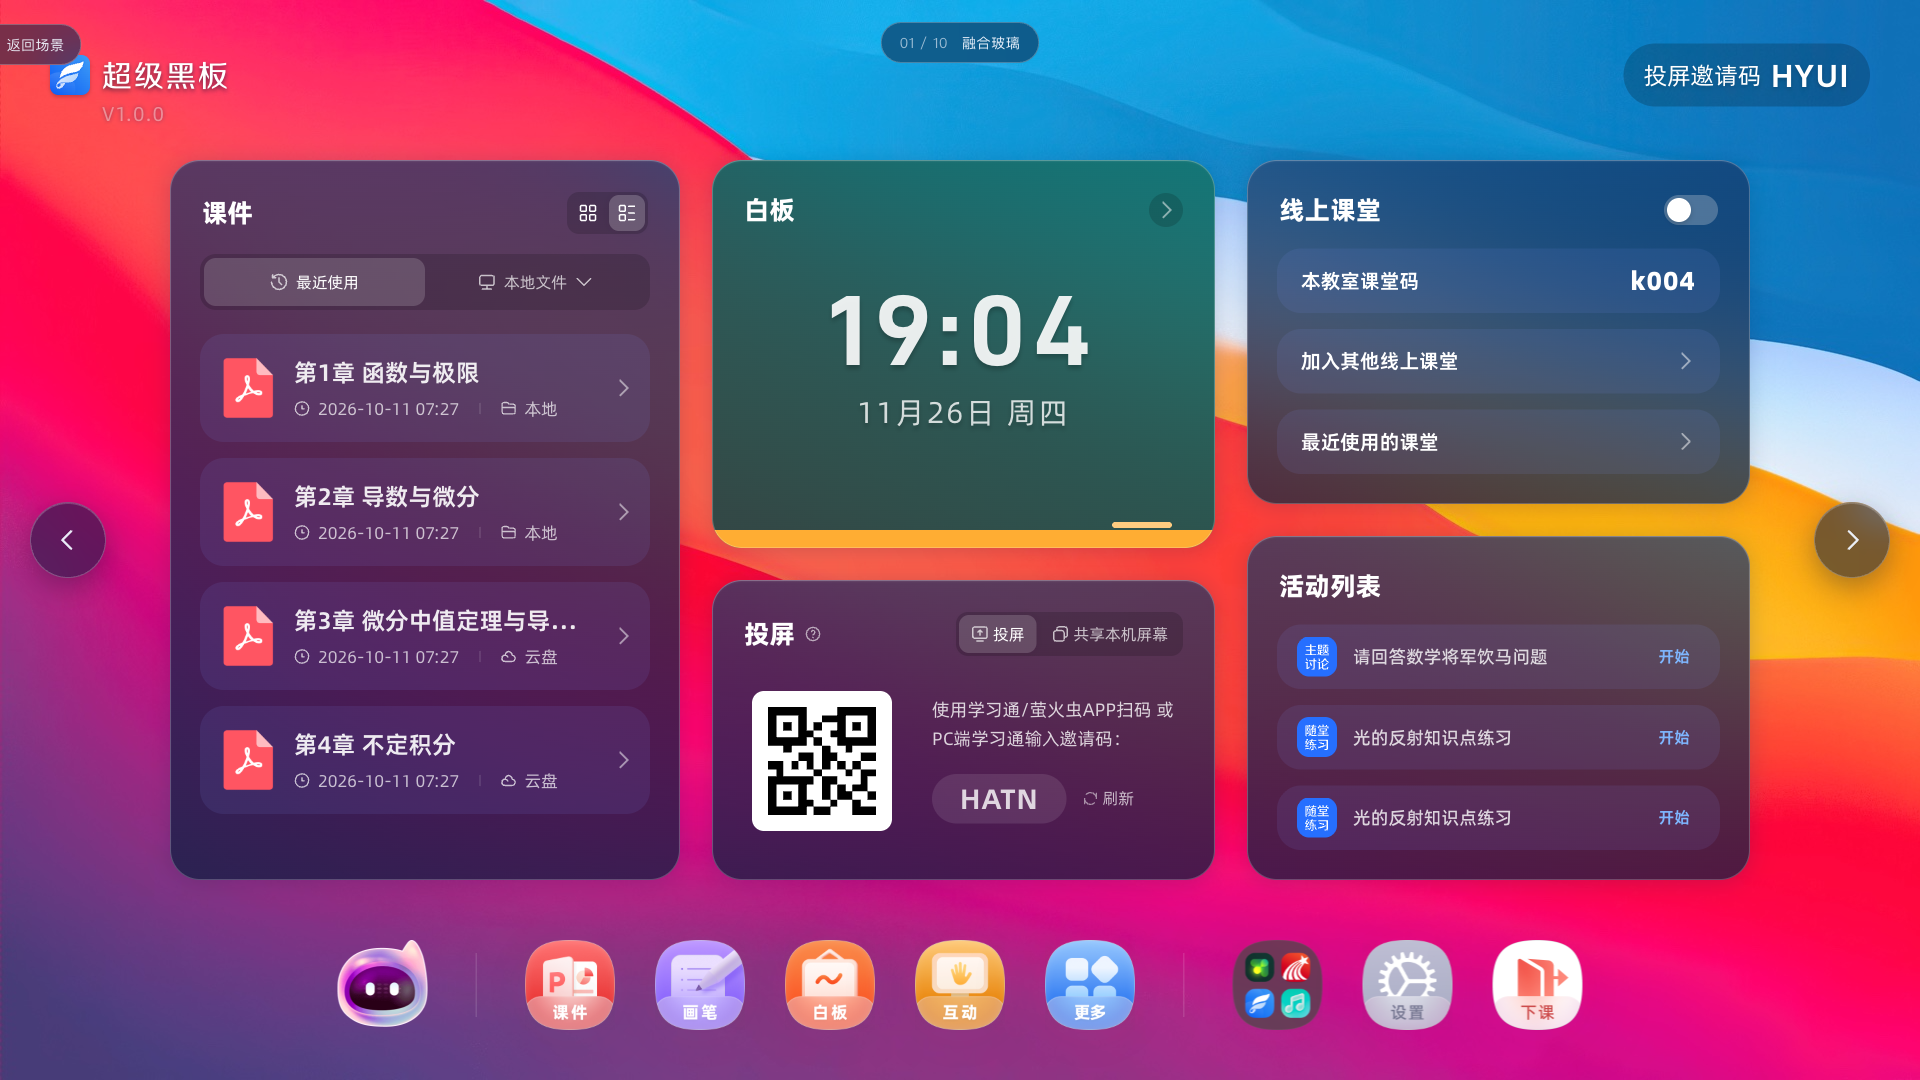 返回场景
超级黑板
V1.0.0
01 / 10 融合玻璃
投屏邀请码 HYUI
课件
最近使用
本地文件
第1章 函数与极限
2026-10-11 07:27 本地
第2章 导数与微分
2026-10-11 07:27 本地
第3章 微分中值定理与导...
2026-10-11 07:27 云盘
第4章 不定积分
2026-10-11 07:27 云盘
白板
19:04
11月26日 周四
投屏
投屏
共享本机屏幕
使用学习通/萤火虫APP扫码 或
PC端学习通输入邀请码：
HATN
刷新
线上课堂
本教室课堂码 k004
加入其他线上课堂
最近使用的课堂
活动列表
主题
讨论
请回答数学将军饮马问题 开始
随堂
练习
光的反射知识点练习 开始
随堂
练习
光的反射知识点练习 开始
P
课件
画笔
白板
互动
更多
设置
下课